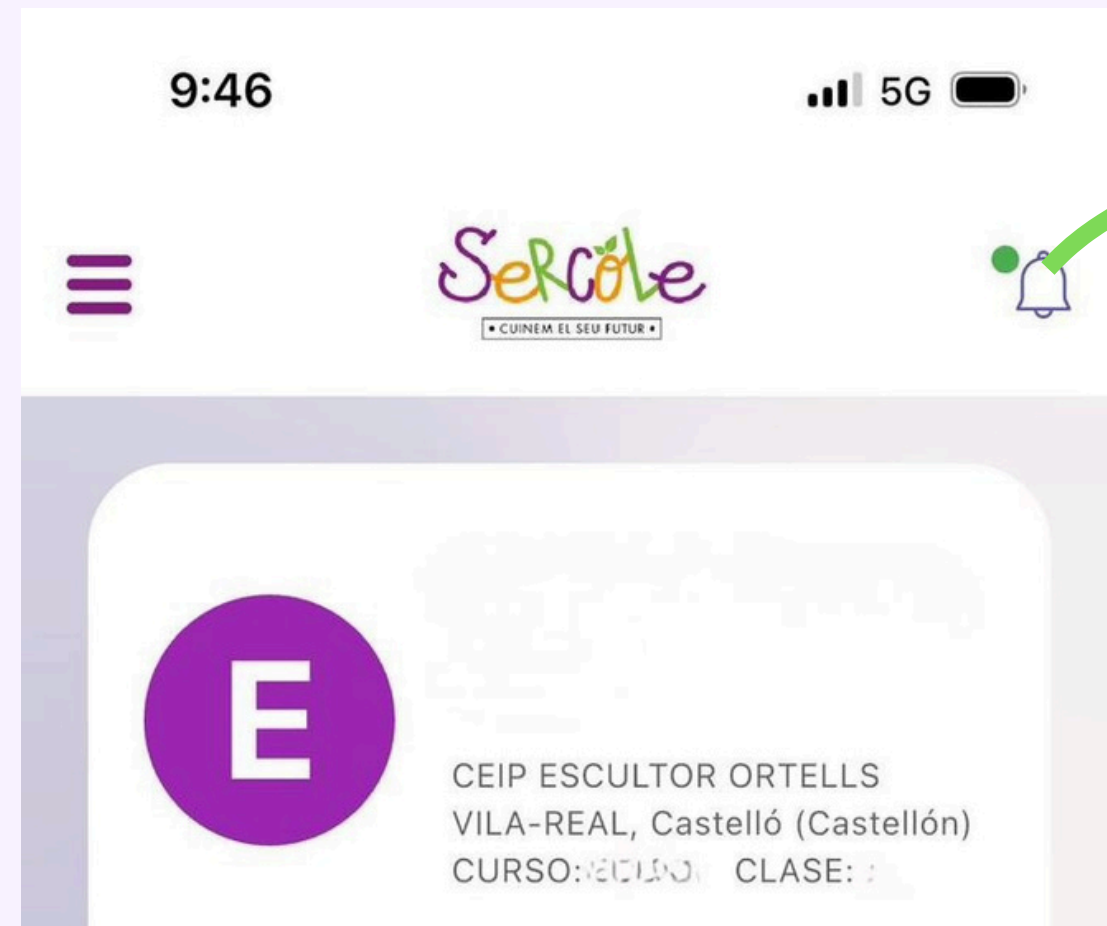 9:46 5G
SeRCoLe
• CUINEM EL SEU FUTUR •
E
CEIP ESCULTOR ORTELLS
VILA-REAL, Castelló (Castellón)
CURSO: CLASE: